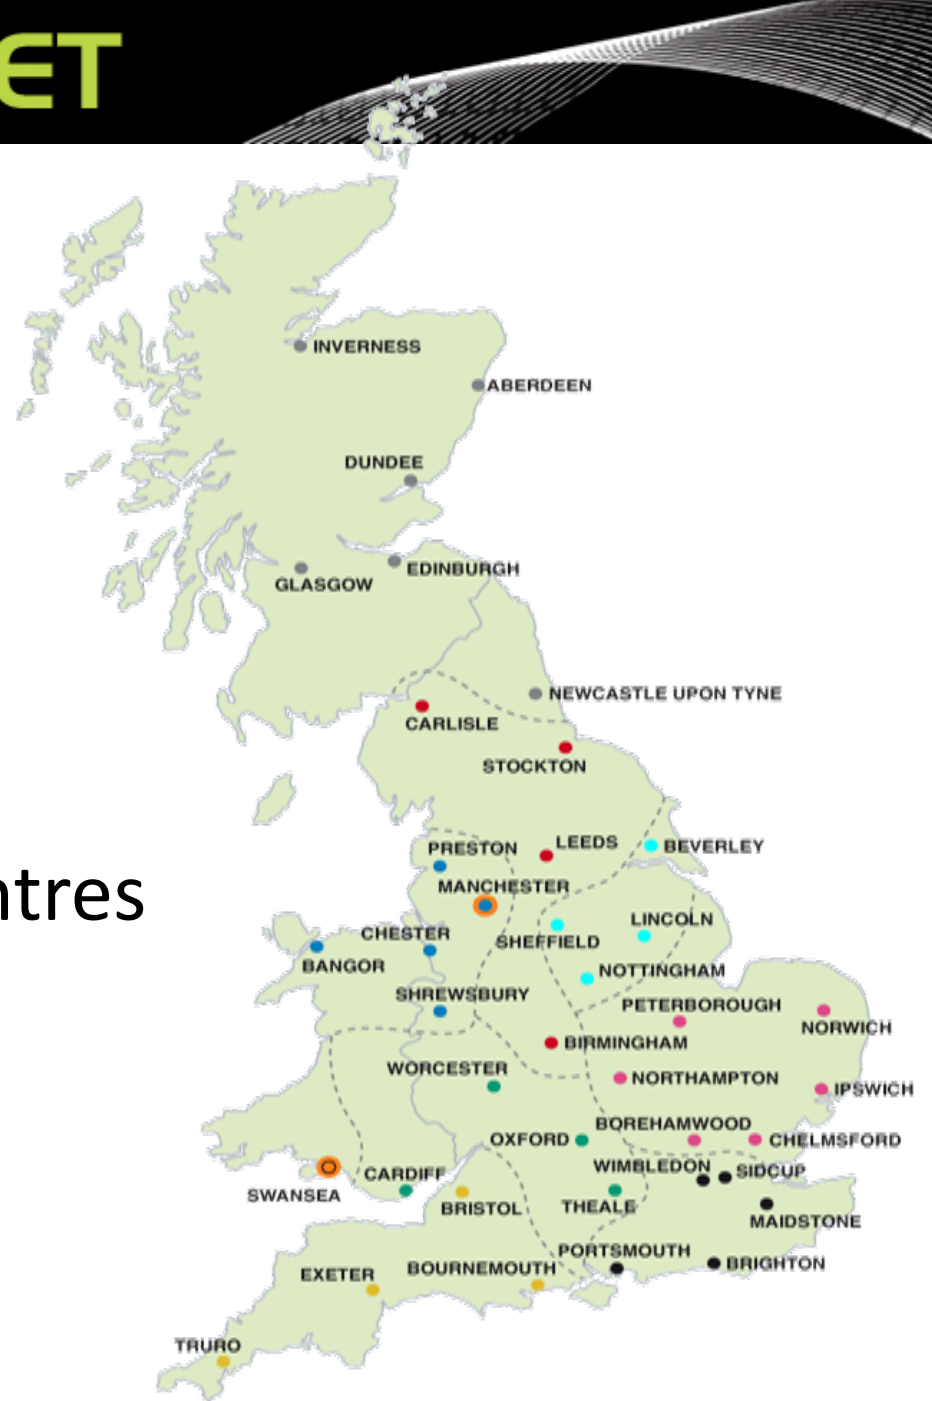 ET
INVERNESS
ABERDEEN
DUNDEE
EDINBURGH
GLASGOW
NEWCASTLE UPON TYNE
CARLISLE
STOCKTON
PRESTON
LEEDS
BEVERLEY
MANCHESTER
ntres
LINCOLN
CHESTER
SHEFFIELD
BANGOR
NOTTINGHAM
SHREWSBURY
PETERBOROUGH
NORWICH
BIRMINGHAM
WORCESTER
NORTHAMPTON
IPSWICH
BOREHAMWOOD
OXFORD
CHELMSFORD
WIMBLEDON
SIDCUP
CARDIFF
SWANSEA
BRISTOL
THEALE
MAIDSTONE
PORTSMOUTH
BRIGHTON
BOURNEMOUTH
EXETER
TRURO